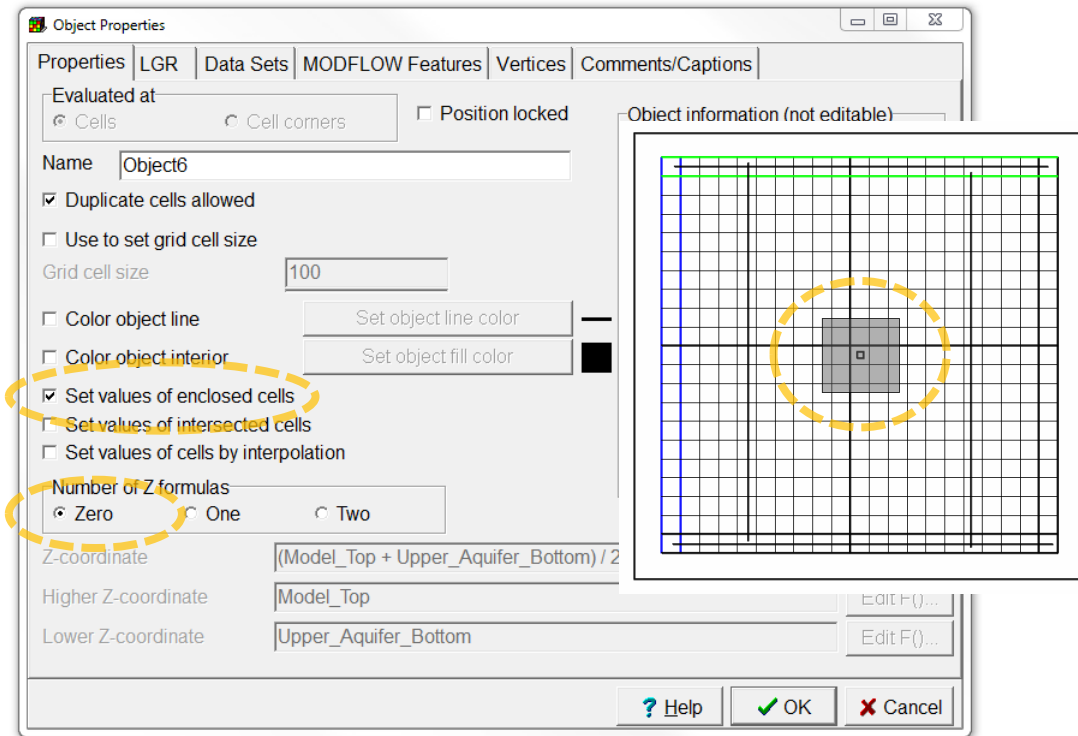 Object Properties
Properties LGR Data Sets MODFLOW Features Vertices Comments/Captions
Evaluated at
Cells Cell corners
Position locked
Object information (not editable)
Name Object6
Duplicate cells allowed
Use to set grid cell size
Grid cell size 100
Color object line Set object line color
Color object interior Set object fill color
Set values of enclosed cells
Set values of intersected cells
Set values of cells by interpolation
Number of Z formulas
Zero One Two
Z-coordinate (Model_Top + Upper_Aquifer_Bottom) / 2
Higher Z-coordinate Model_Top Edit F()...
Lower Z-coordinate Upper_Aquifer_Bottom Edit F()...
? Help OK Cancel